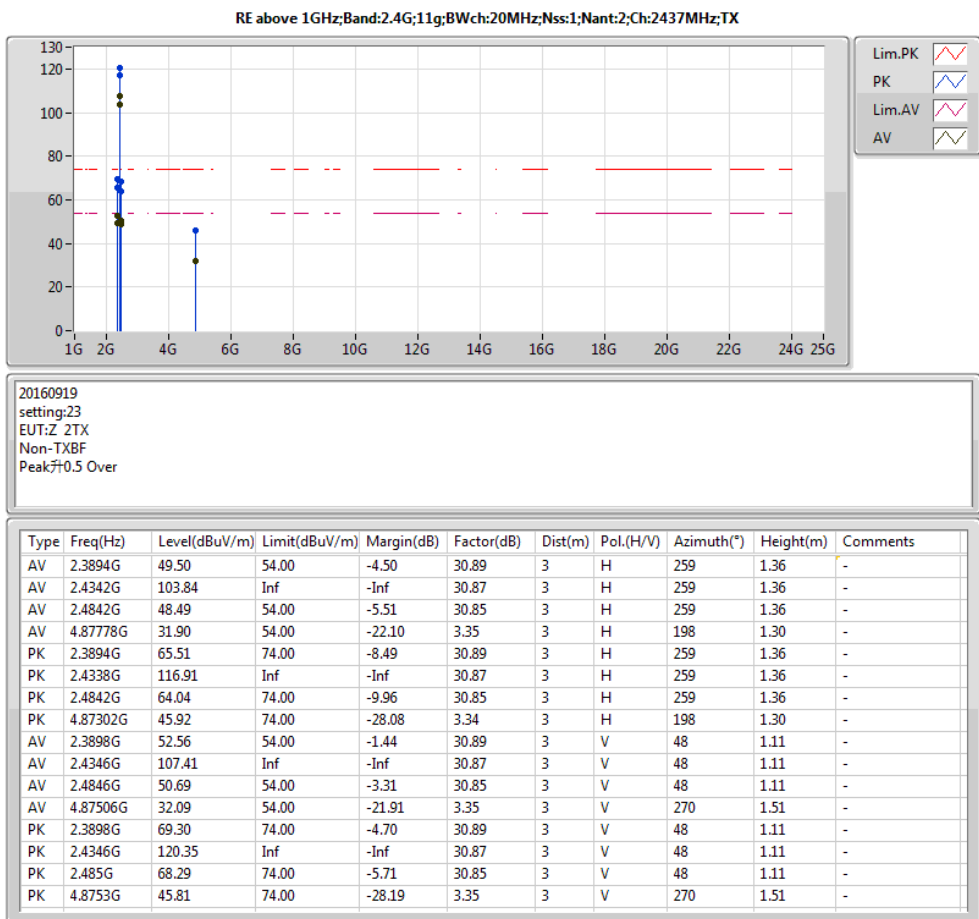 RE above 1GHz;Band:2.4G;11g;BWch:20MHz;Nss:1;Nant:2;Ch:2437MHz;TX
130
120
100
80
60
40
20
0
1G 2G 4G 6G 8G 10G 12G 14G 16G 18G 20G 22G 24G 25G
Lim.PK
PK
Lim.AV
AV
20160919
setting:23
EUT:Z 2TX
Non-TXBF
Peak升0.5 Over
Type Freq(Hz) Level(dBuV/m) Limit(dBuV/m) Margin(dB) Factor(dB) Dist(m) Pol.(H/V) Azimuth(°) Height(m) Comments
AV 2.3894G 49.50 54.00 -4.50 30.89 3 H 259 1.36 -
AV 2.4342G 103.84 Inf -Inf 30.87 3 H 259 1.36 -
AV 2.4842G 48.49 54.00 -5.51 30.85 3 H 259 1.36 -
AV 4.87778G 31.90 54.00 -22.10 3.35 3 H 198 1.30 -
PK 2.3894G 65.51 74.00 -8.49 30.89 3 H 259 1.36 -
PK 2.4338G 116.91 Inf -Inf 30.87 3 H 259 1.36 -
PK 2.4842G 64.04 74.00 -9.96 30.85 3 H 259 1.36 -
PK 4.87302G 45.92 74.00 -28.08 3.34 3 H 198 1.30 -
AV 2.3898G 52.56 54.00 -1.44 30.89 3 V 48 1.11 -
AV 2.4346G 107.41 Inf -Inf 30.87 3 V 48 1.11 -
AV 2.4846G 50.69 54.00 -3.31 30.85 3 V 48 1.11 -
AV 4.87506G 32.09 54.00 -21.91 3.35 3 V 270 1.51 -
PK 2.3898G 69.30 74.00 -4.70 30.89 3 V 48 1.11 -
PK 2.4346G 120.35 Inf -Inf 30.87 3 V 48 1.11 -
PK 2.485G 68.29 74.00 -5.71 30.85 3 V 48 1.11 -
PK 4.8753G 45.81 74.00 -28.19 3.35 3 V 270 1.51 -